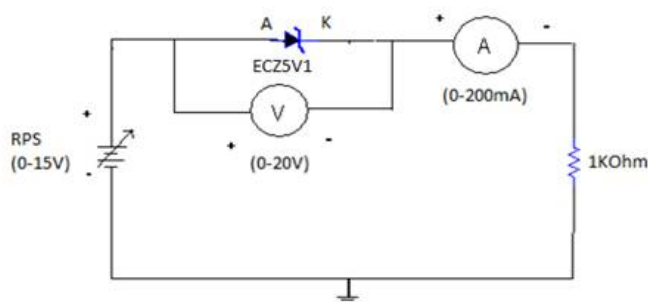 +
-
A
K
A
ECZ5V1
(0-200mA)
V
+
-
+
RPS
(0-15V)
-
(0-20V)
1KOhm